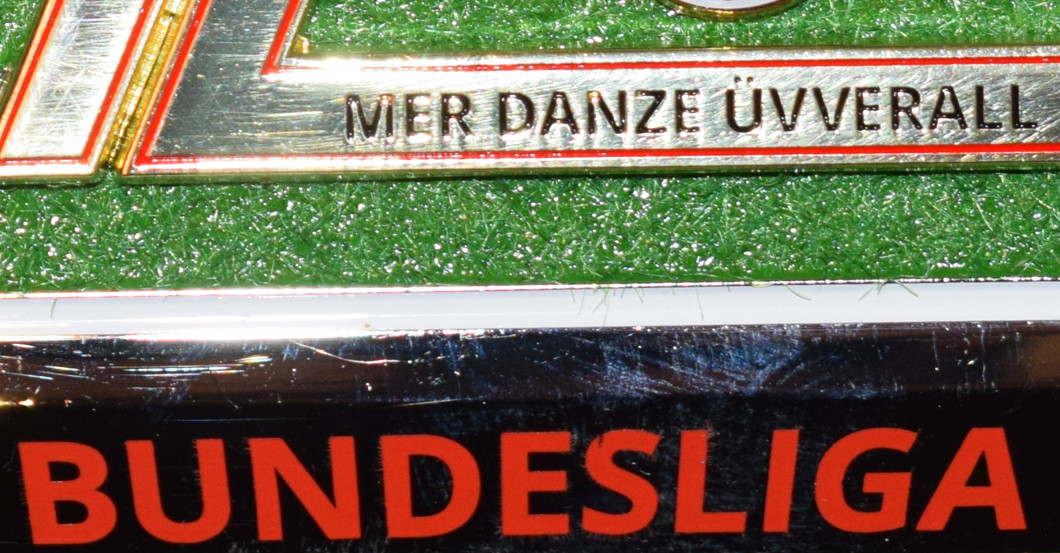 MER DANZE ÜVVERALL
BUNDESLIGA